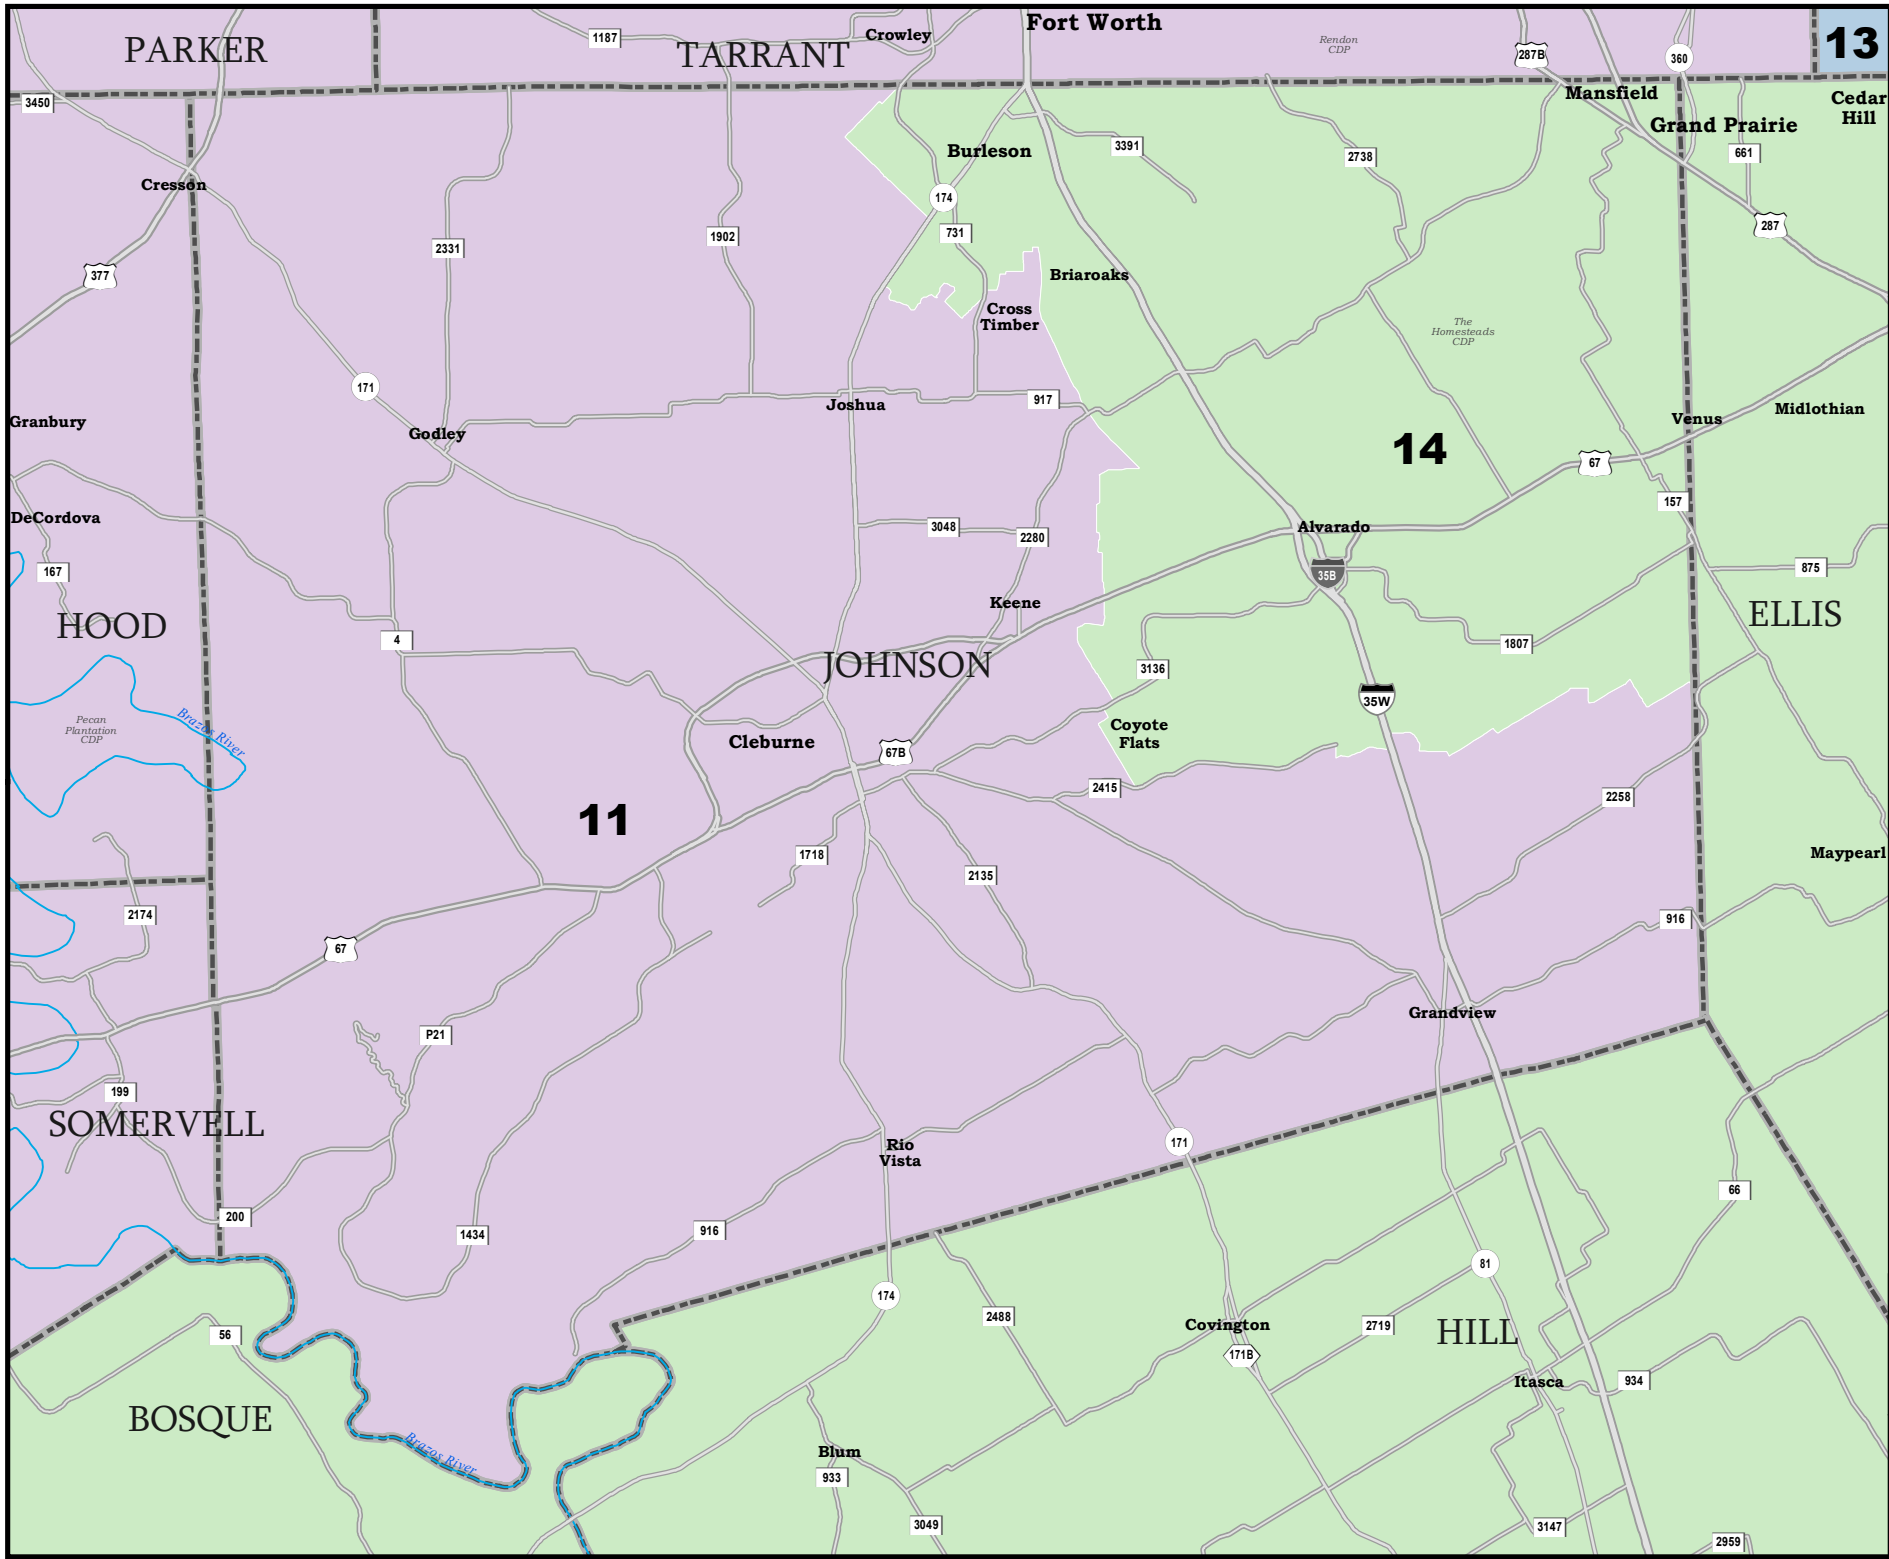 Fort Worth
1187
Crowley
Rendon
CDP
13
PARKER
TARRANT
287B
360
3450
Mansfield
Cedar
Hill
Grand Prairie
Burleson
3391
2738
661
Cresson
174
287
1902
731
2331
377
Briaroaks
Cross
Timber
The
Homesteads
CDP
171
917
Joshua
Midlothian
Granbury
Venus
Godley
14
67
157
DeCordova
3048
2280
Alvarado
167
35B
875
Keene
HOOD
ELLIS
4
1807
JOHNSON
3136
35W
Pecan
Plantation
CDP
Brazos River
Coyote
Flats
Cleburne
67B
2415
2258
11
1718
Maypearl
2135
2174
916
67
Grandview
P21
199
SOMERVELL
Rio
Vista
171
66
200
916
1434
81
174
2488
Covington
2719
HILL
56
171B
Itasca
934
BOSQUE
Brazos River
Blum
933
3049
3147
2959